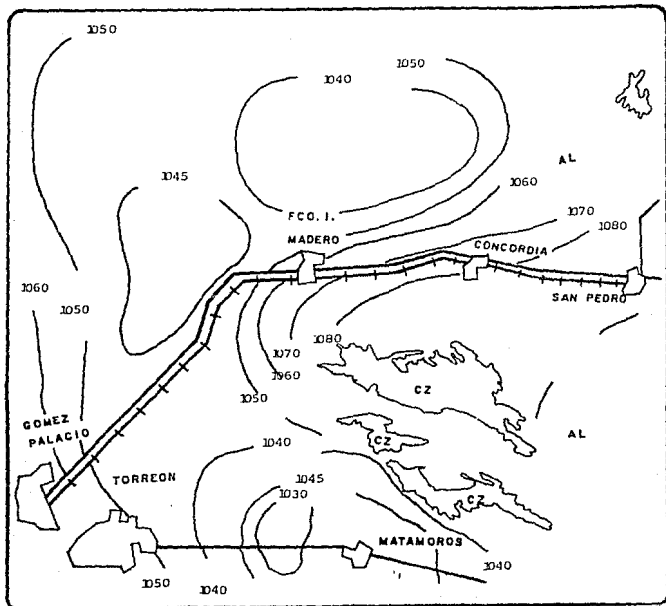 1050
1050
1040
AL
1045
1060
FCO. I.
MADERO
1070
1080
CONCORDIA
1060
1050
SAN PEDRO
1070
1080
1060
1050
CZ
GOMEZ
PALACIO
AL
1040
CZ
TORREON
1045
1030
CZ
MATAMOROS
1050
1040
1040